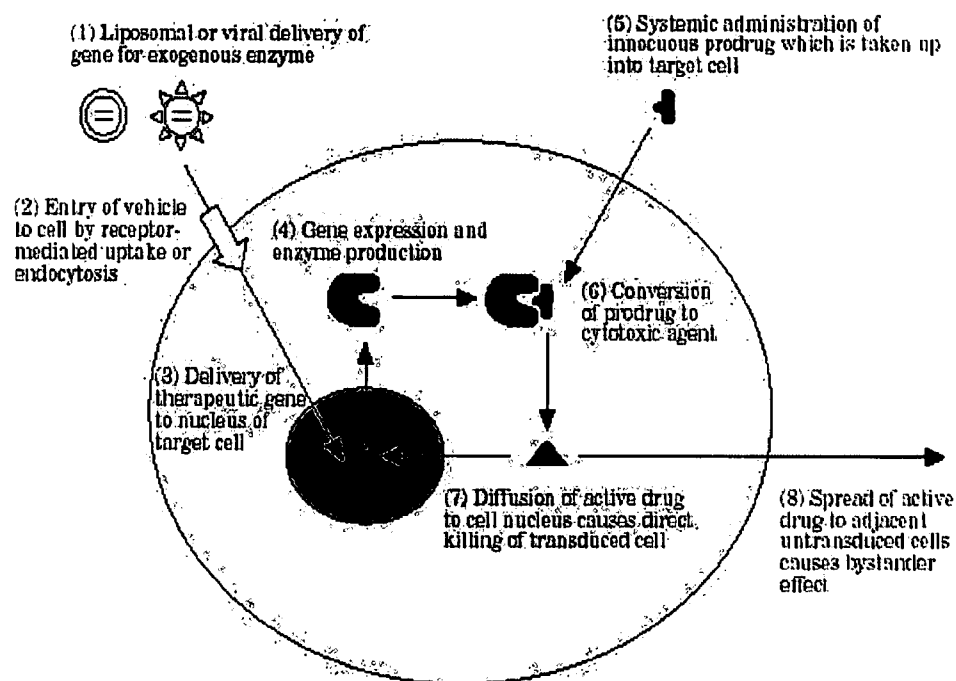 (1) Liposomal or viral delivery of
gene for exogenous enzyme
(5) Systemic administration of
innocuous prodrug which is taken up
into target cell
(2) Entry of vehicle
to cell by receptor-
mediated uptake or
endocytosis
(4) Gene expression and
enzyme production
(6) Conversion
of prodrug to
cytotoxic agent
(3) Delivery of
therapeutic gene
to nucleus of
target cell
(7) Diffusion of active drug
to cell nucleus causes direct
killing of transduced cell
(8) Spread of active
drug to adjacent
untransduced cells
causes bystander
effect